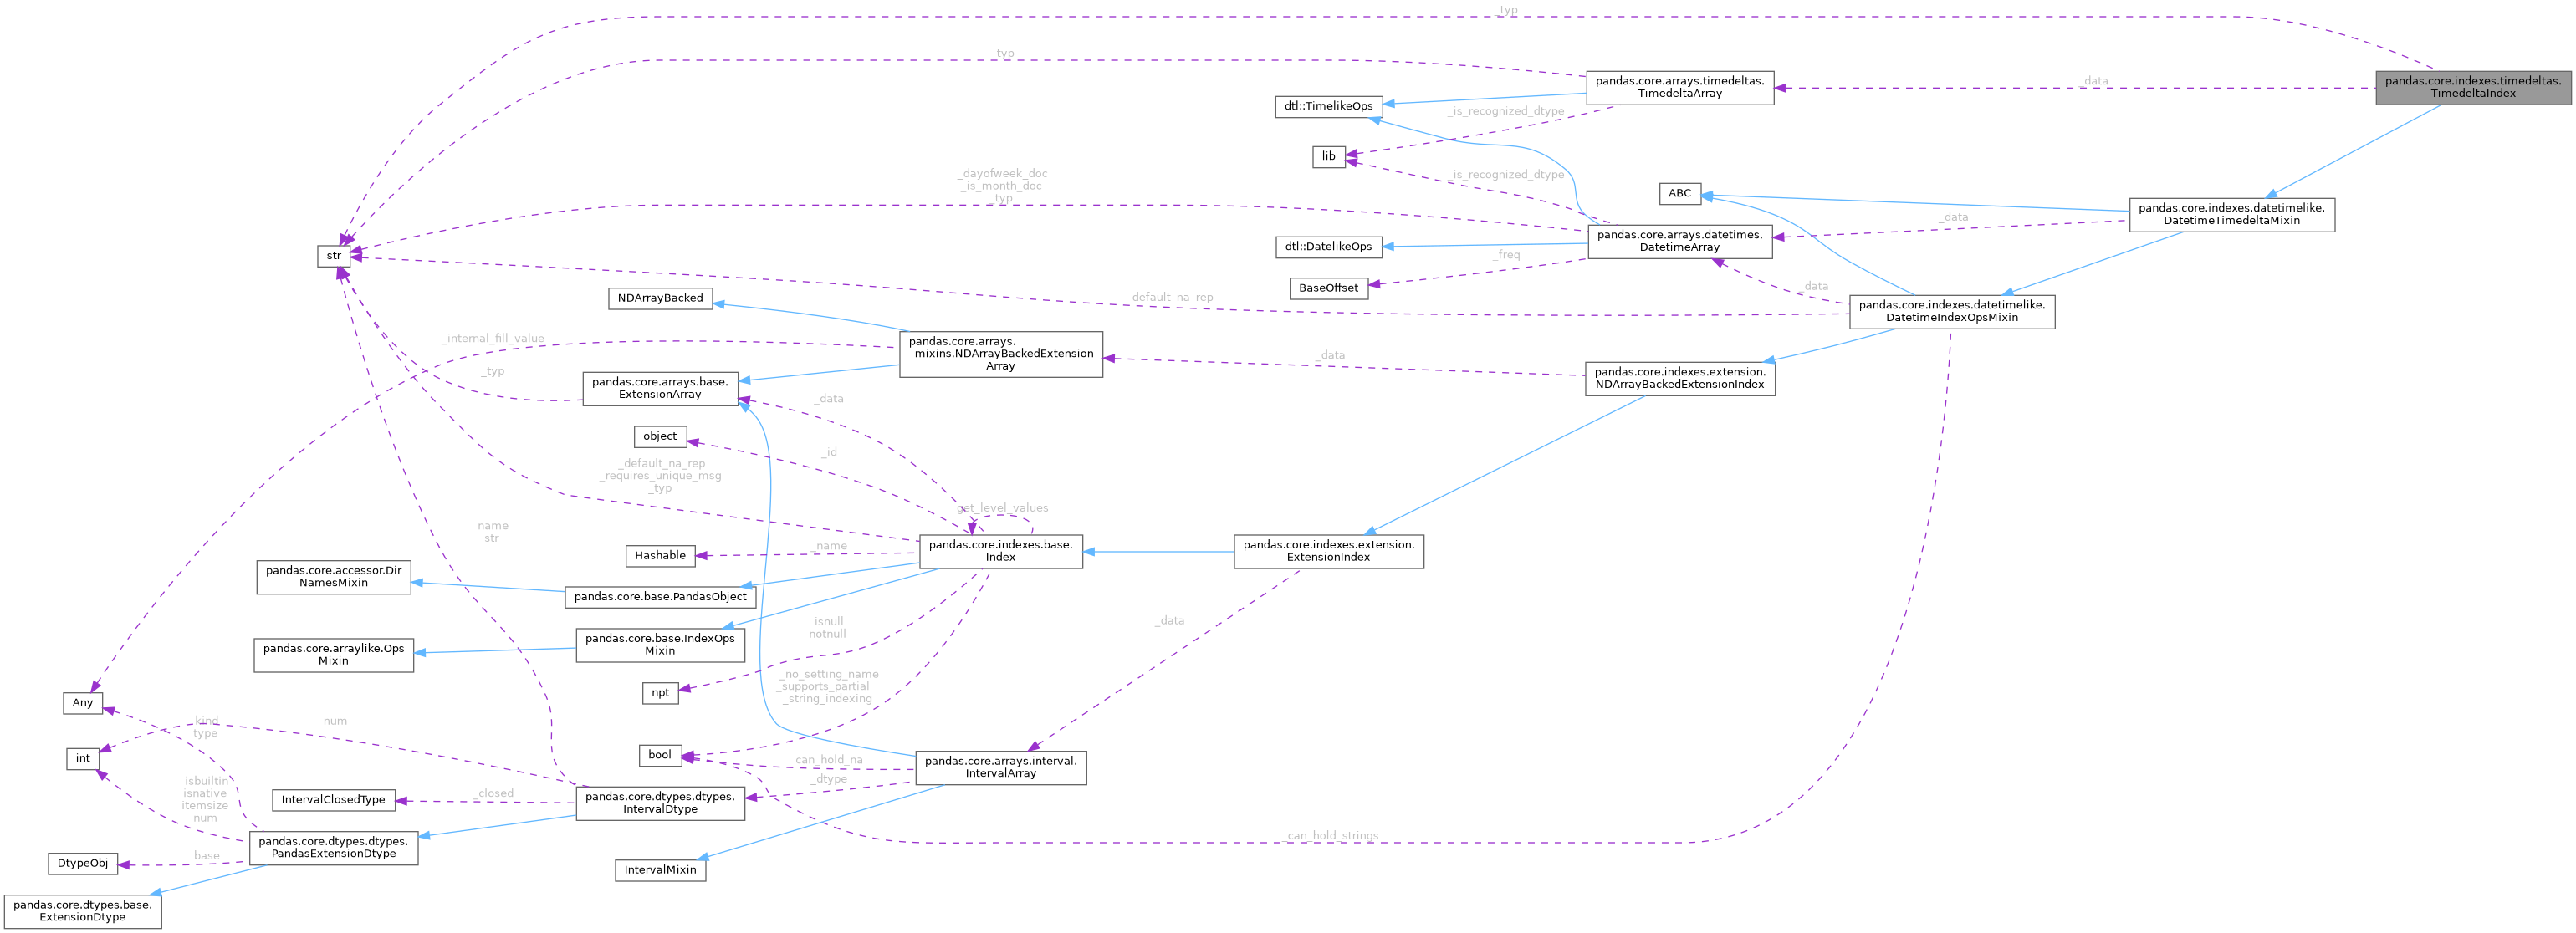 _typ
_typ
pandas.core.indexes.timedeltas.
TimedeltaIndex
_data
pandas.core.arrays.timedeltas.
TimedeltaArray
dtl::TimelikeOps
_is_recognized_dtype
lib
_is_recognized_dtype
_dayofweek_doc
_is_month_doc
_typ
ABC
pandas.core.indexes.datetimelike.
DatetimeTimedeltaMixin
_data
pandas.core.arrays.datetimes.
DatetimeArray
dtl::DatelikeOps
str
_freq
BaseOffset
_data
_default_na_rep
NDArrayBacked
pandas.core.indexes.datetimelike.
DatetimeIndexOpsMixin
_internal_fill_value
pandas.core.arrays.
_mixins.NDArrayBackedExtension
Array
_data
pandas.core.indexes.extension.
NDArrayBackedExtensionIndex
_typ
pandas.core.arrays.base.
ExtensionArray
_data
object
_id
_default_na_rep
_requires_unique_msg
_typ
get_level_values
name
str
Hashable
_name
pandas.core.indexes.base.
Index
pandas.core.indexes.extension.
ExtensionIndex
pandas.core.accessor.Dir
NamesMixin
pandas.core.base.PandasObject
isnull
notnull
_data
pandas.core.arraylike.Ops
Mixin
pandas.core.base.IndexOps
Mixin
npt
_no_setting_name
_supports_partial
_string_indexing
Any
kind
type
num
int
bool
can_hold_na
pandas.core.arrays.interval.
IntervalArray
isbuiltin
isnative
itemsize
num
IntervalClosedType
_closed
pandas.core.dtypes.dtypes.
IntervalDtype
_dtype
_can_hold_strings
pandas.core.dtypes.dtypes.
PandasExtensionDtype
DtypeObj
base
IntervalMixin
pandas.core.dtypes.base.
ExtensionDtype